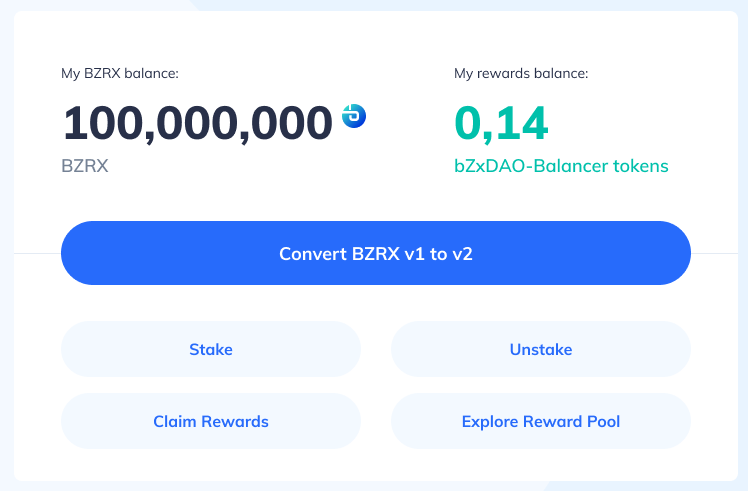 My BZRX balance:
100,000,000
BZRX
My rewards balance:
0,14
bZxDAO-Balancer tokens
Convert BZRX v1 to v2
Stake
Unstake
Claim Rewards
Explore Reward Pool